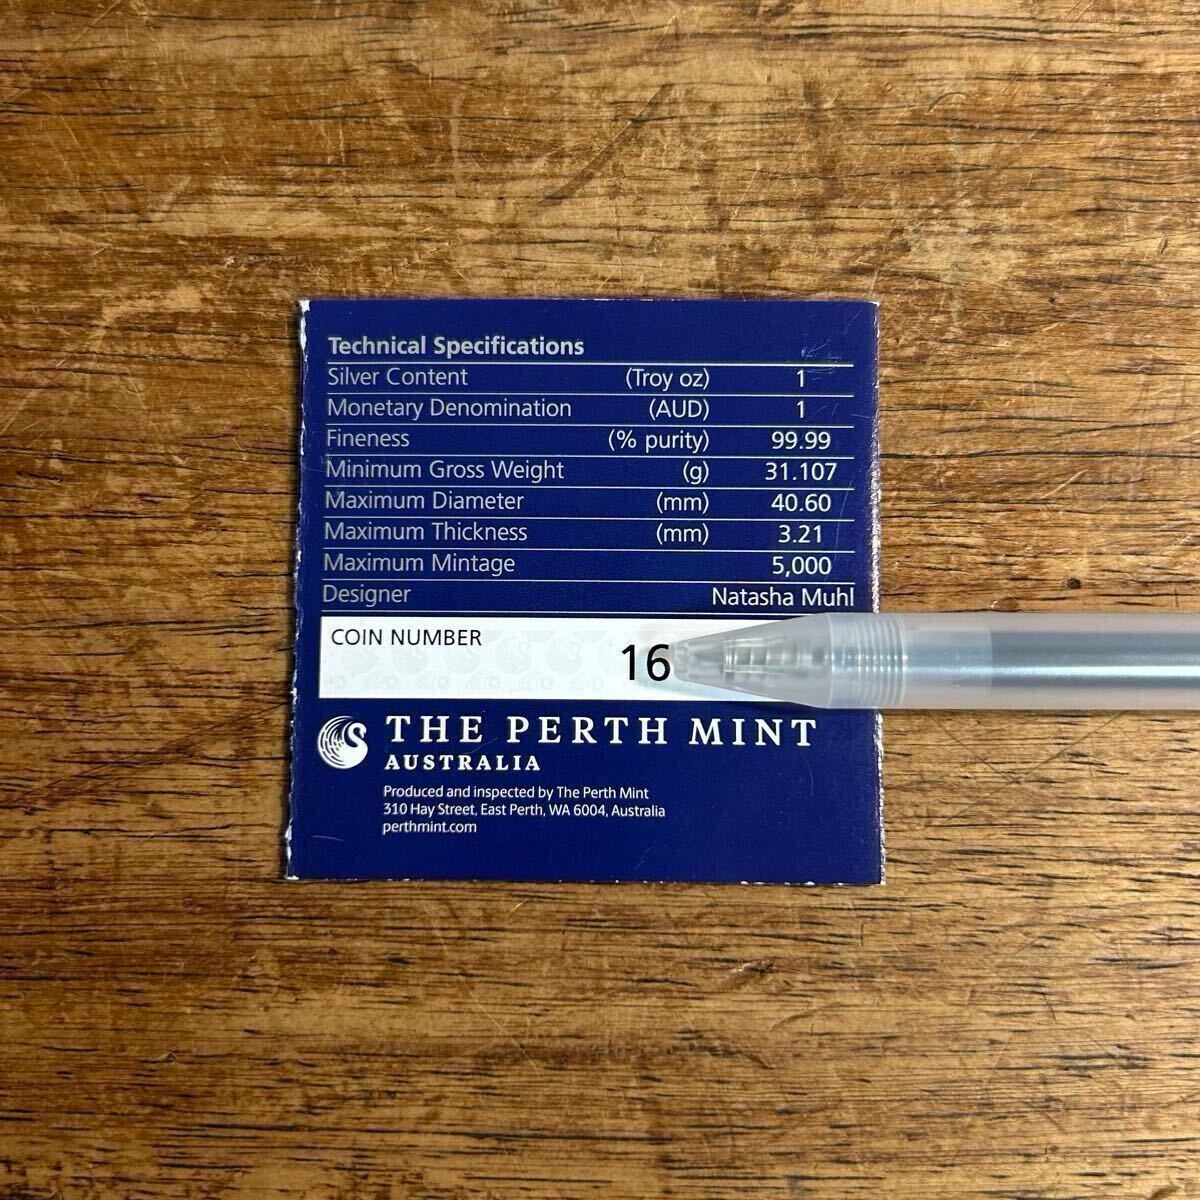 Technical Specifications
Silver Content (Troy oz) 1
Monetary Denomination (AUD) 1
Fineness (% purity) 99.99
Minimum Gross Weight (g) 31.107
Maximum Diameter (mm) 40.60
Maximum Thickness (mm) 3.21
Maximum Mintage 5,000
Designer Natasha Muhl
COIN NUMBER
16
THE PERTH MINT
AUSTRALIA
Produced and inspected by The Perth Mint
310 Hay Street, East Perth, WA 6004, Australia
perthmint.com